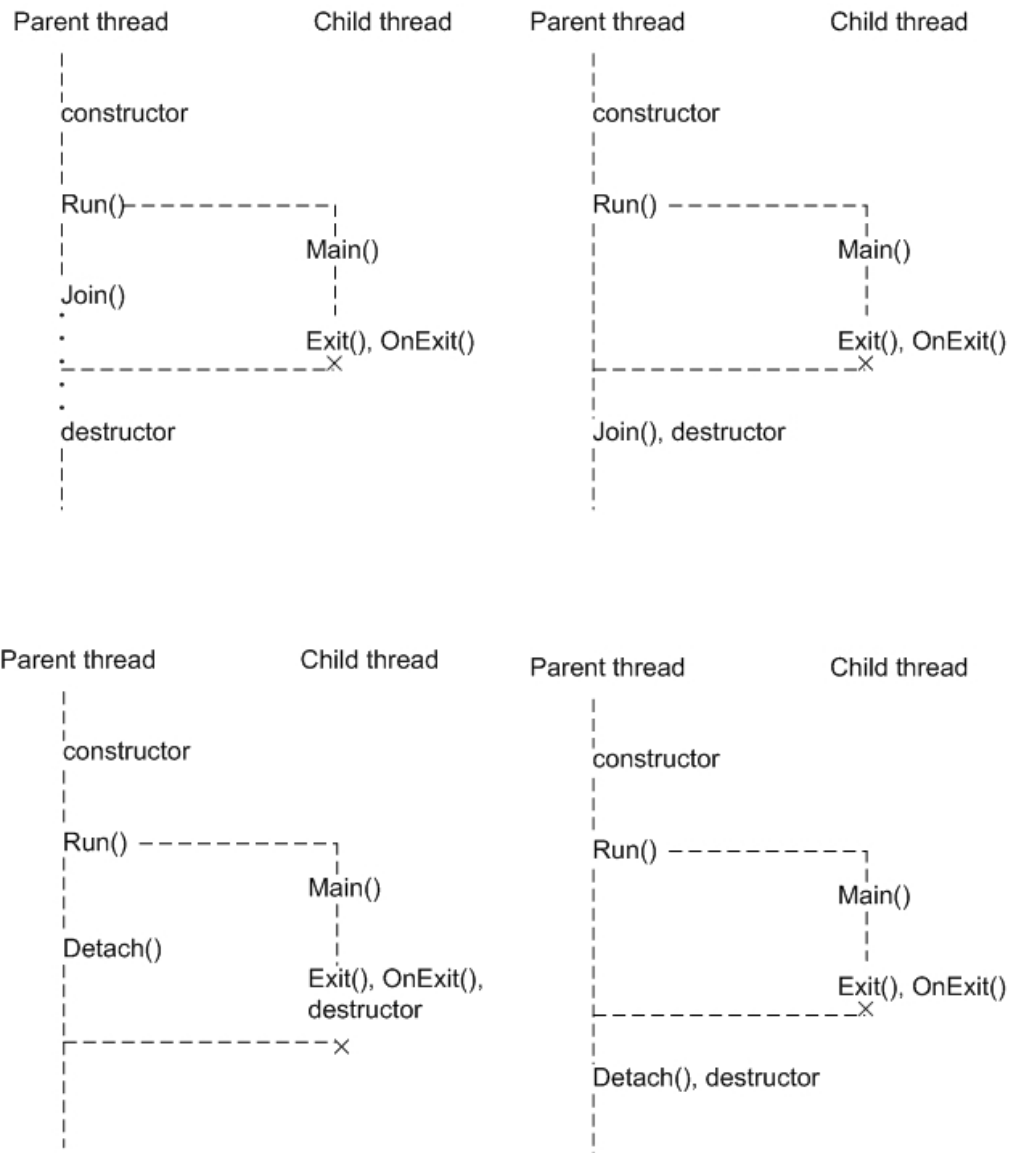 Parent thread
Child thread
constructor
Run()
Main()
Join()
Exit(), OnExit()
destructor
Parent thread
Child thread
constructor
Run()
Main()
Exit(), OnExit()
Join(), destructor
Parent thread
Child thread
constructor
Run()
Main()
Detach()
Exit(), OnExit(),
destructor
Parent thread
Child thread
constructor
Run()
Main()
Exit(), OnExit()
Detach(), destructor